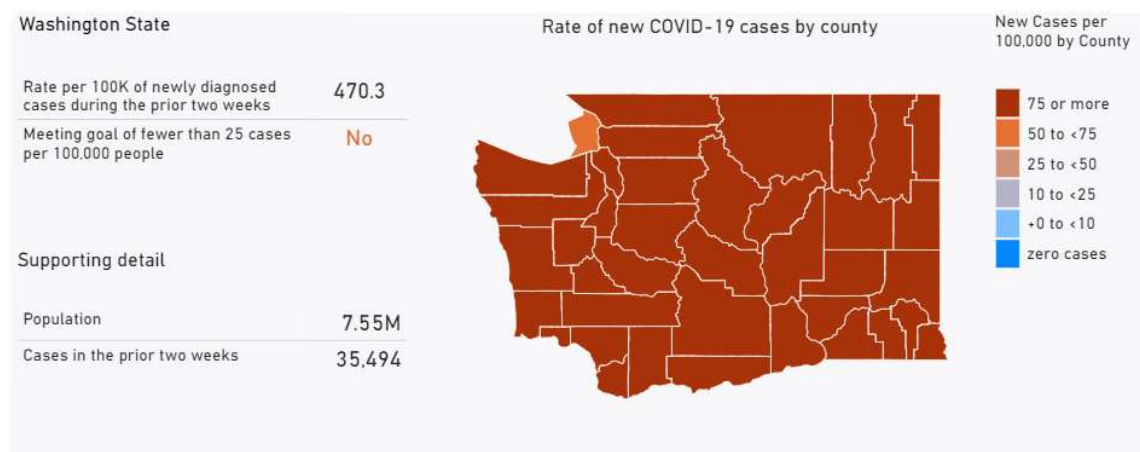 Washington State
Rate per 100K of newly diagnosed
cases during the prior two weeks
470.3
Meeting goal of fewer than 25 cases
per 100,000 people
No
Supporting detail
Population
7.55M
Cases in the prior two weeks
35,494
Rate of new COVID-19 cases by county
New Cases per
100,000 by County
75 or more
50 to <75
25 to <50
10 to <25
+0 to <10
zero cases